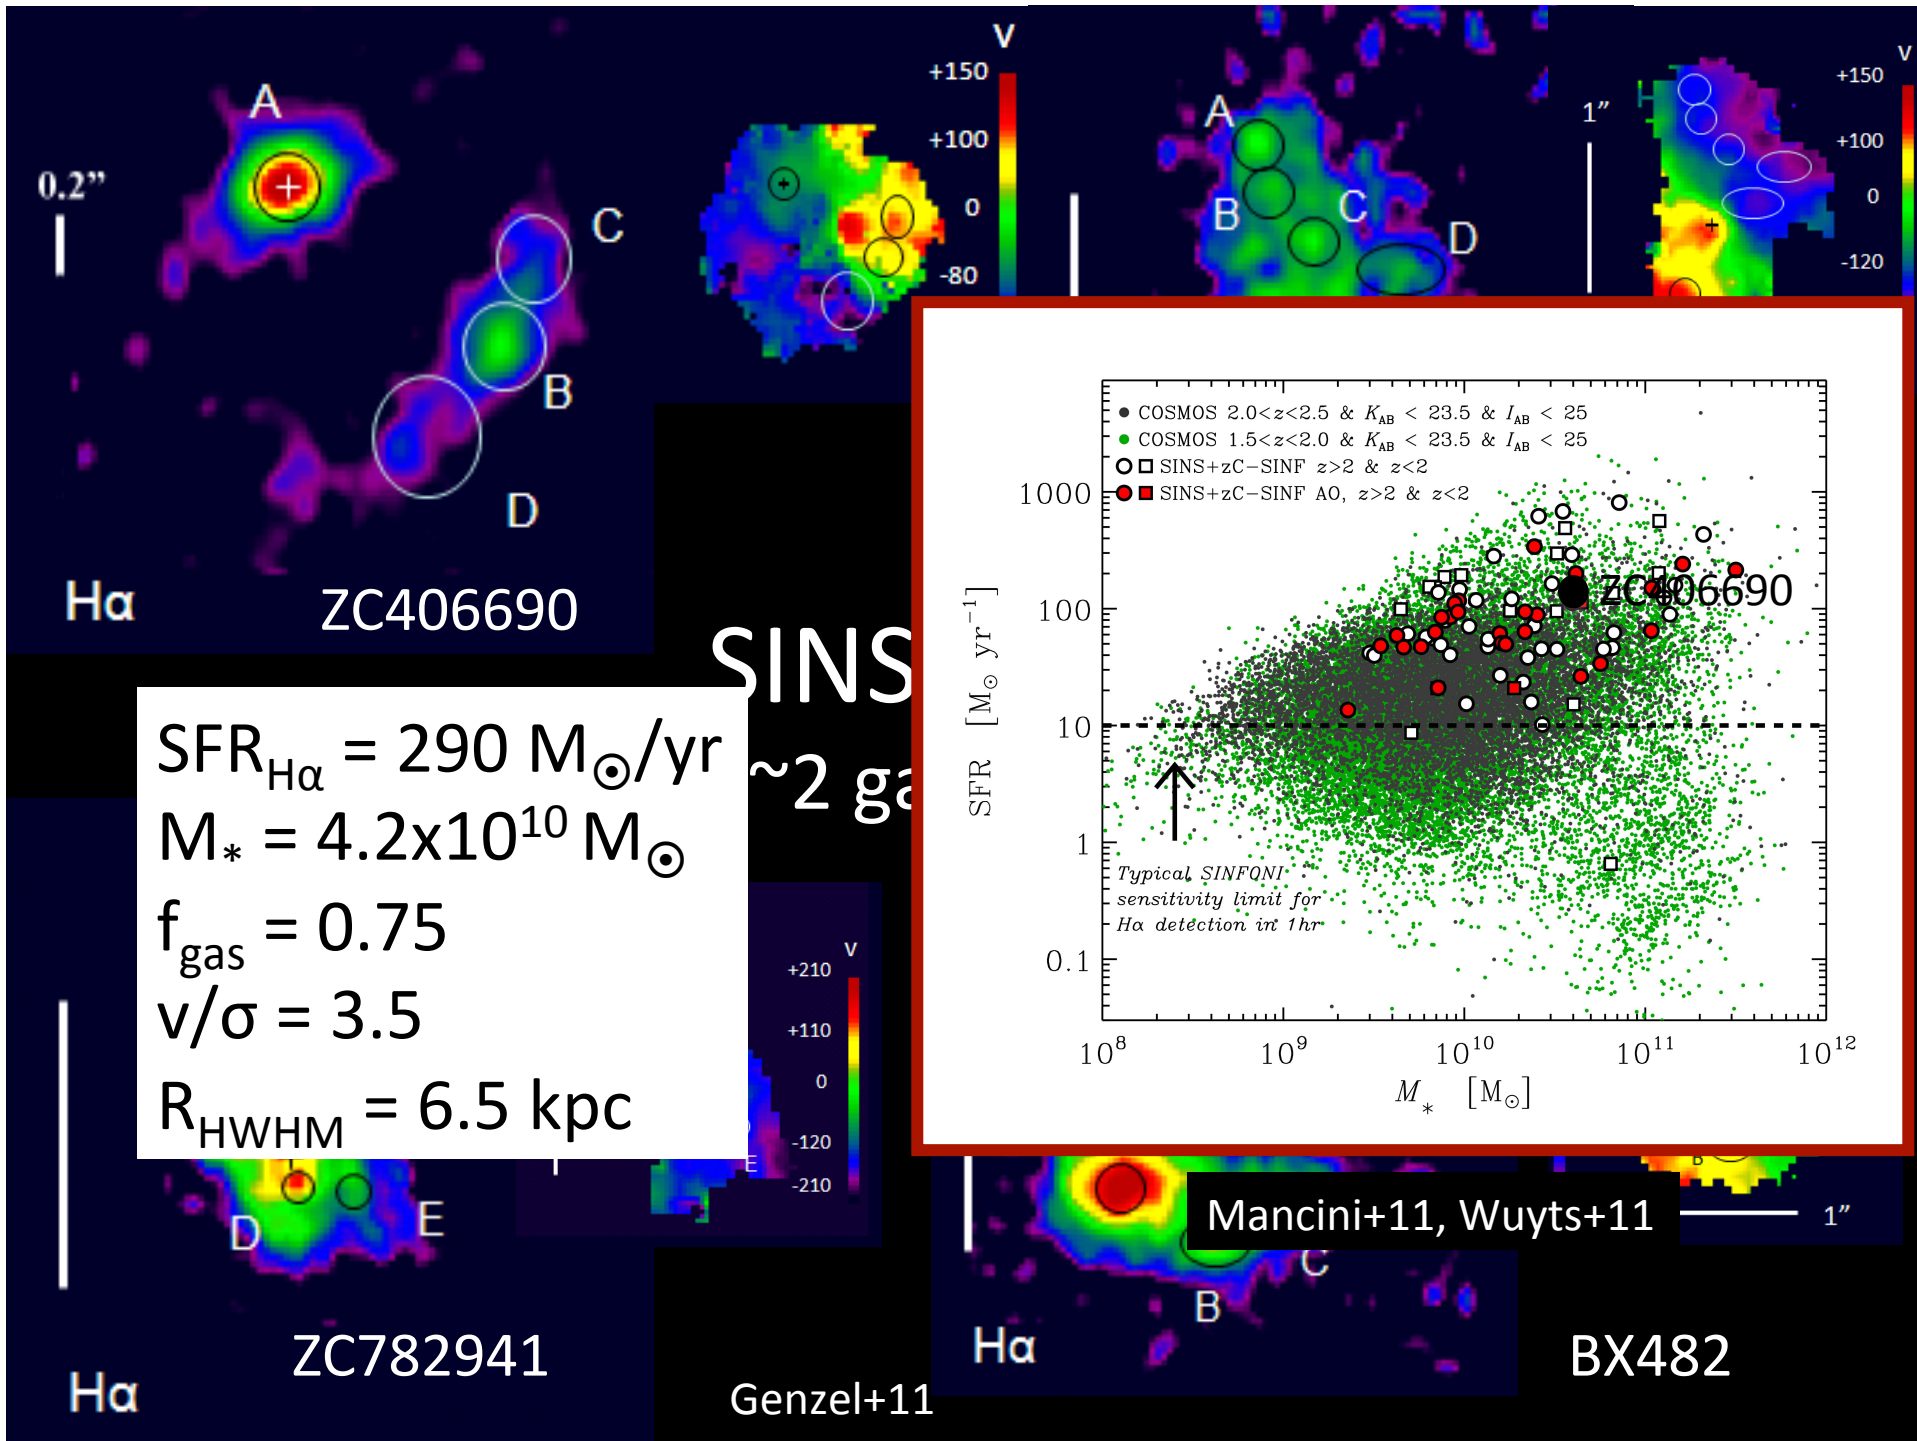 A
C
B
D
0.2”
Hα
ZC406690
v
+150
+100
0
-80
A
B
C
D
1”
v
+150
+100
0
-120
SINS
~2 ga
SFRHα = 290 M⊙/yr
M* = 4.2x10^10 M⊙
fgas = 0.75
v/σ = 3.5
RHWHM = 6.5 kpc
COSMOS 2.0<z<2.5 & KAB < 23.5 & IAB < 25
COSMOS 1.5<z<2.0 & KAB < 23.5 & IAB < 25
SINS+zC−SINF z>2 & z<2
SINS+zC−SINF AO, z>2 & z<2
1000
100
10
1
0.1
SFR [M⊙ yr−1]
ZC406690
Typical SINFONI
sensitivity limit for
Hα detection in 1hr
10^8
10^9
10^10
10^11
10^12
M* [M⊙]
v
+210
+110
0
-120
-210
E
D
E
Hα
ZC782941
Genzel+11
Mancini+11, Wuyts+11
B
C
B
Hα
1”
BX482